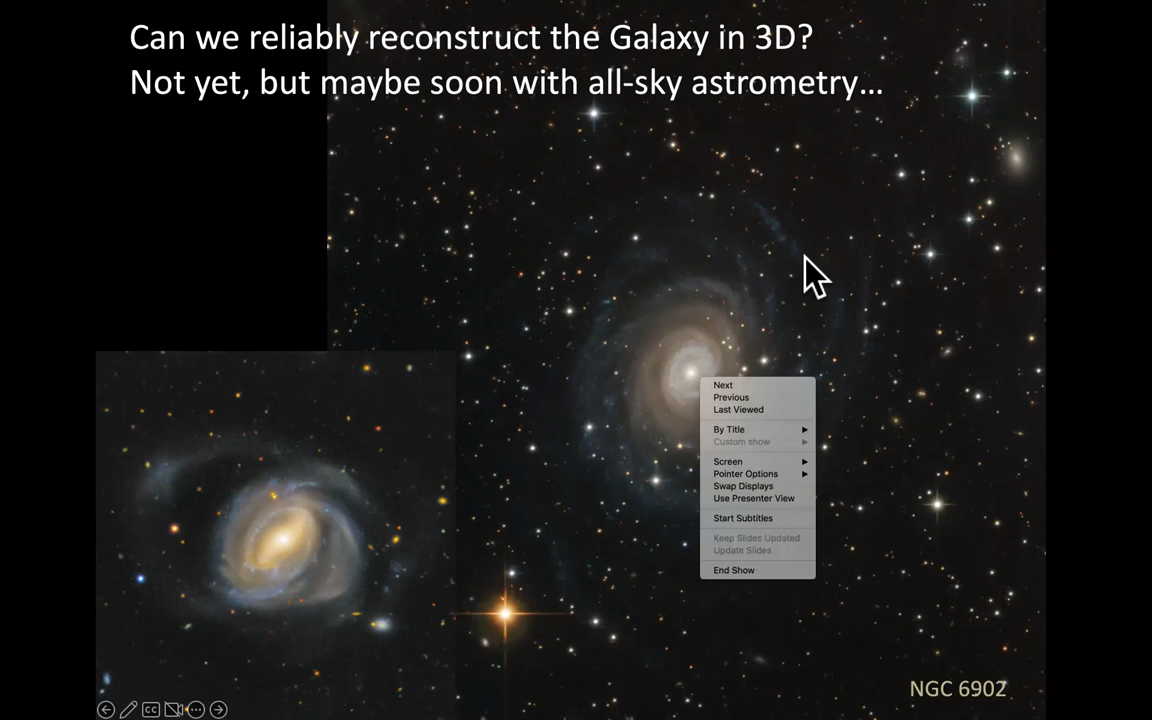 Can we reliably reconstruct the Galaxy in 3D?
Not yet, but maybe soon with all-sky astrometry...
Next
Previous
Last Viewed
By Title
Custom show
Screen
Pointer Options
Swap Displays
Use Presenter View
Start Subtitles
Keep Slides Updated
Update Slides
End Show
NGC 6902
CC